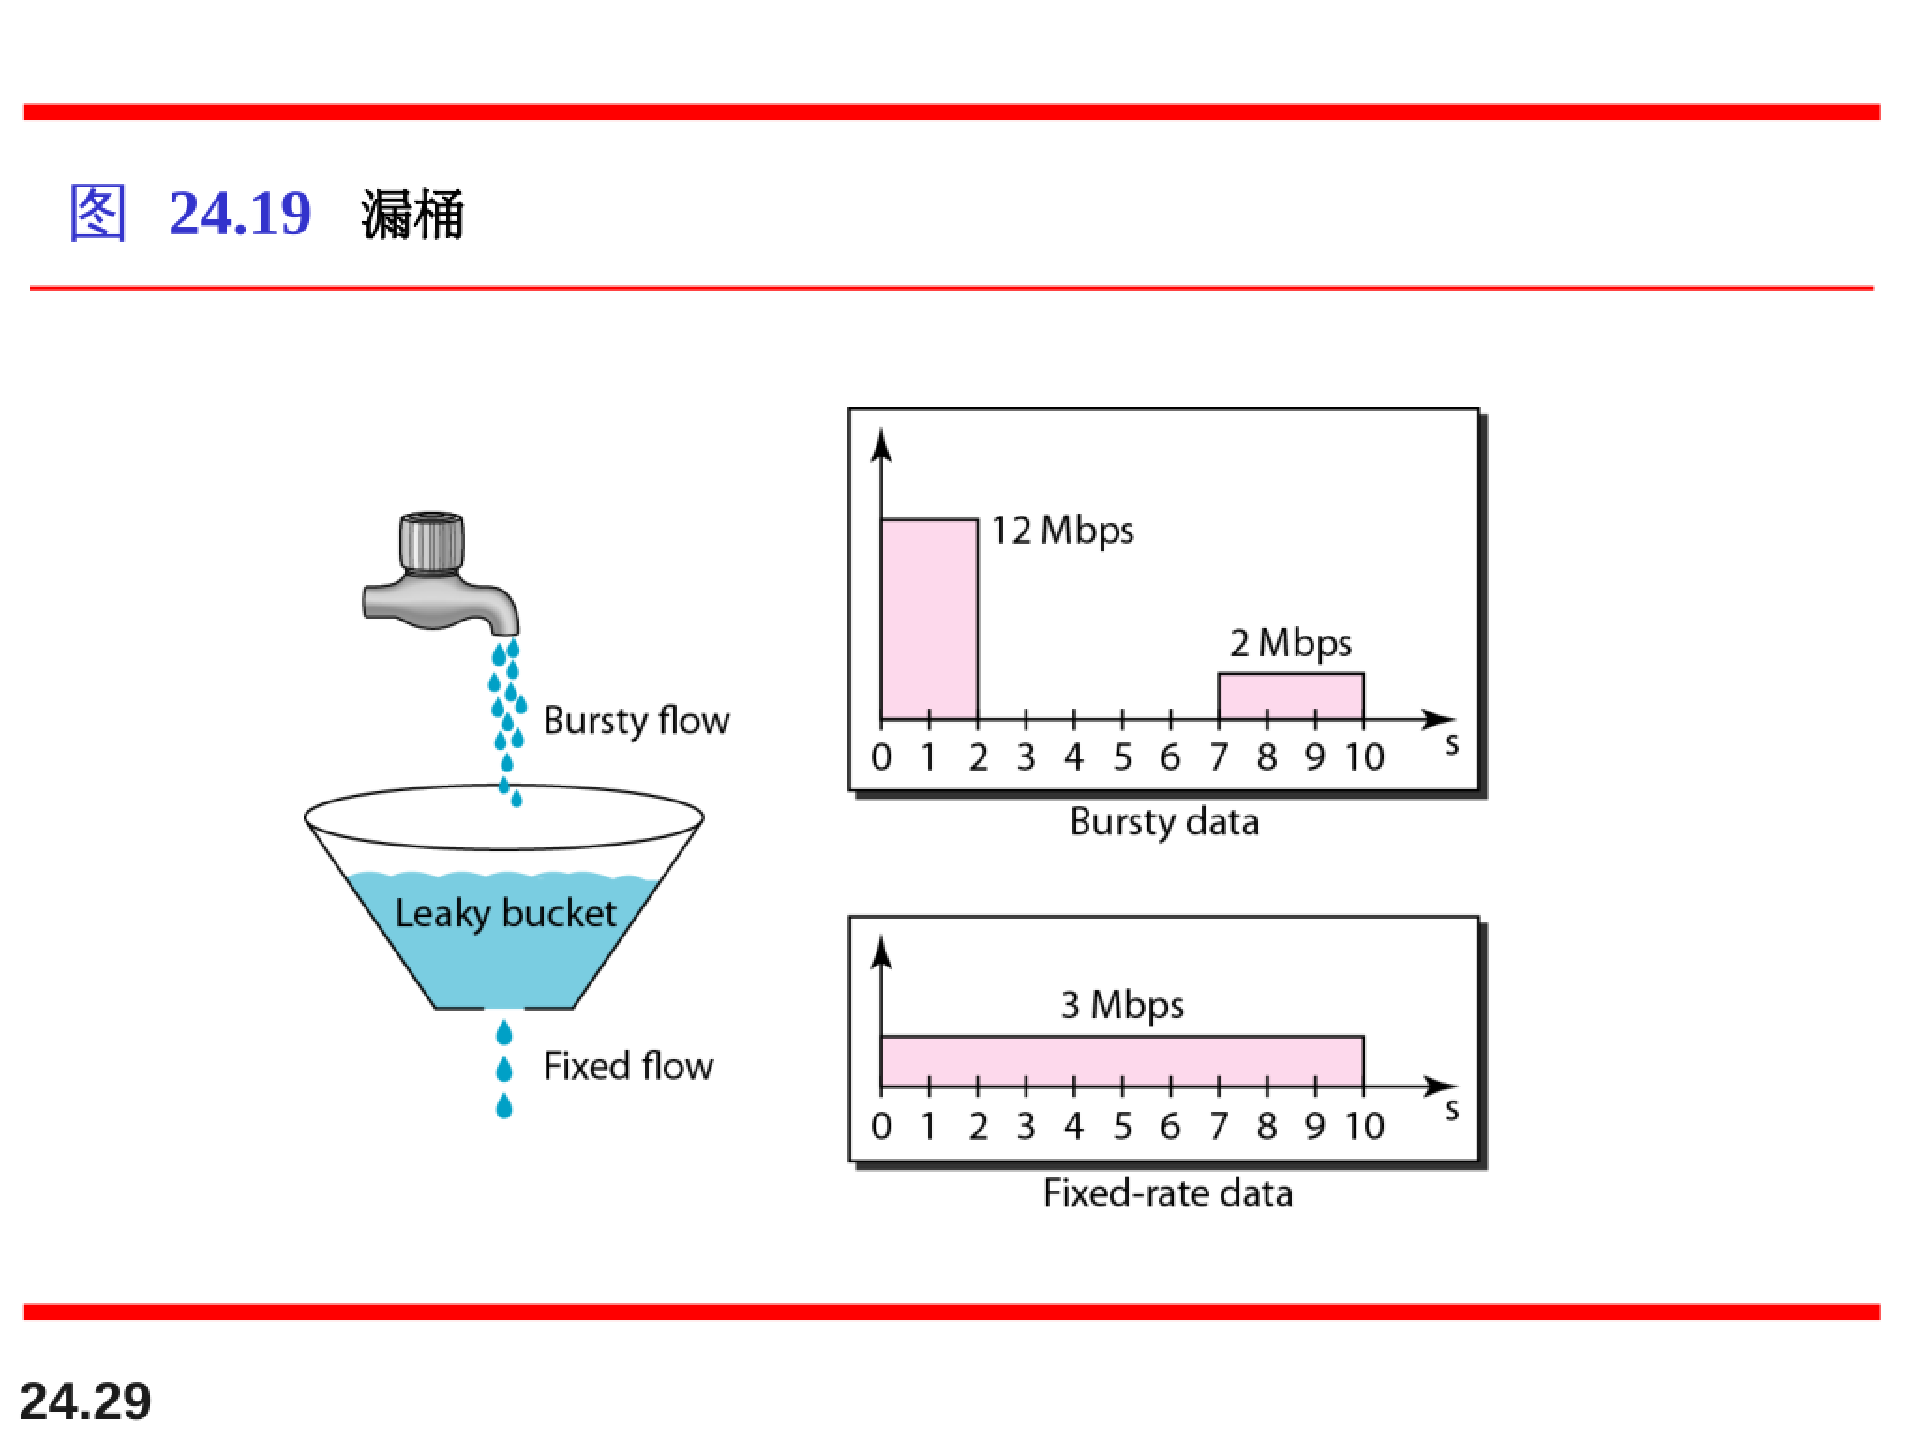 图 24.19 漏桶
12 Mbps
2 Mbps
Bursty flow
0 1 2 3 4 5 6 7 8 9 10 s
Bursty data
Leaky bucket
3 Mbps
Fixed flow
0 1 2 3 4 5 6 7 8 9 10 s
Fixed-rate data
24.29